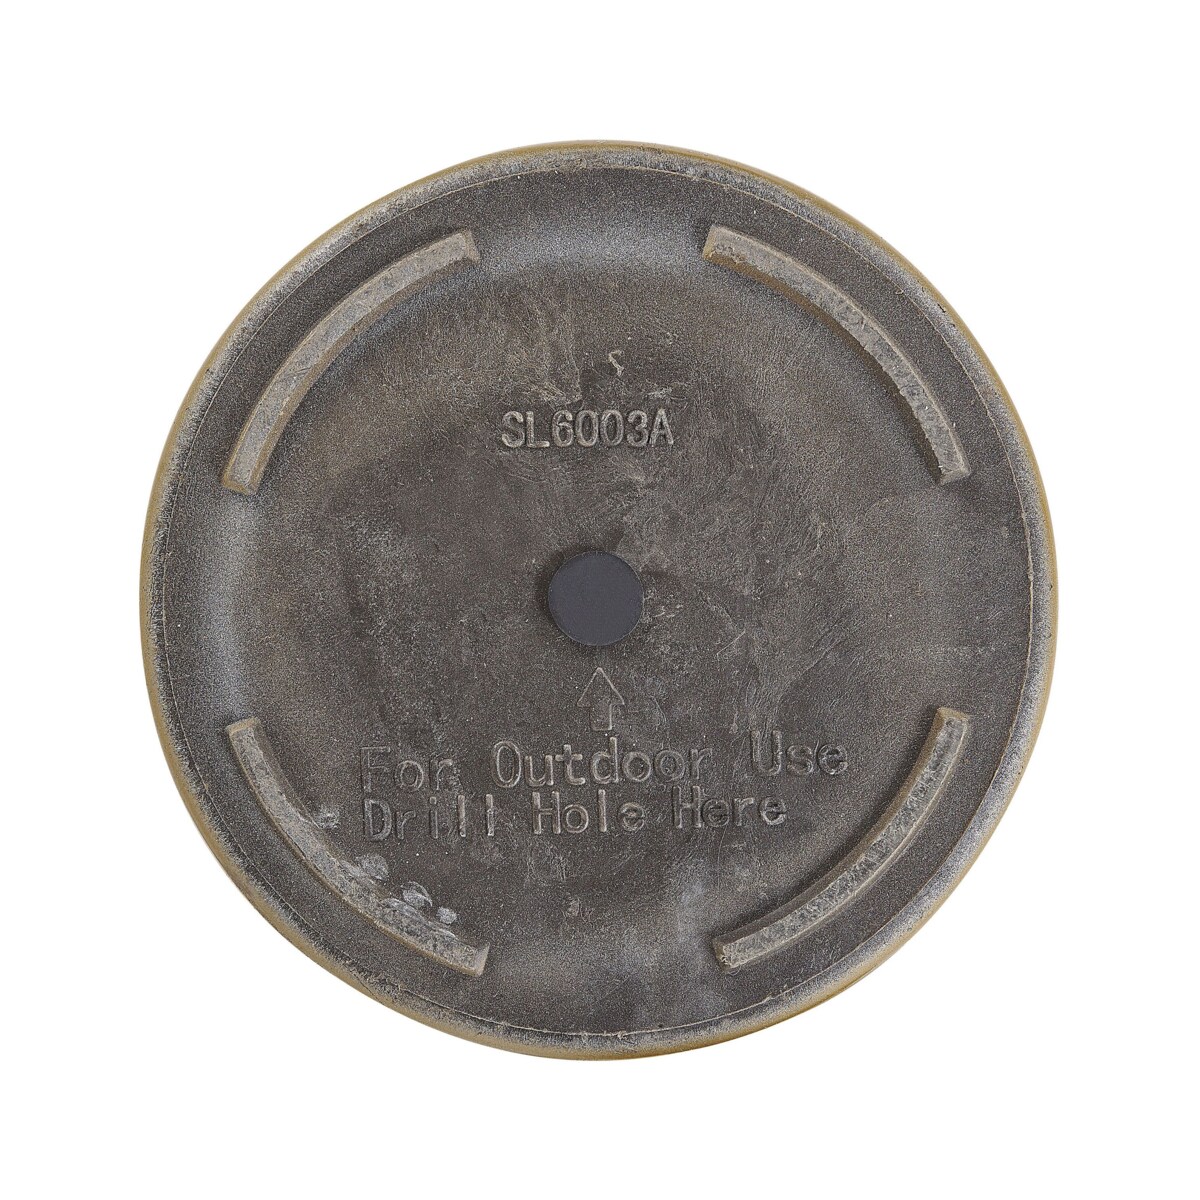 SL6003A
For Outdoor Use
Drill Hole Here